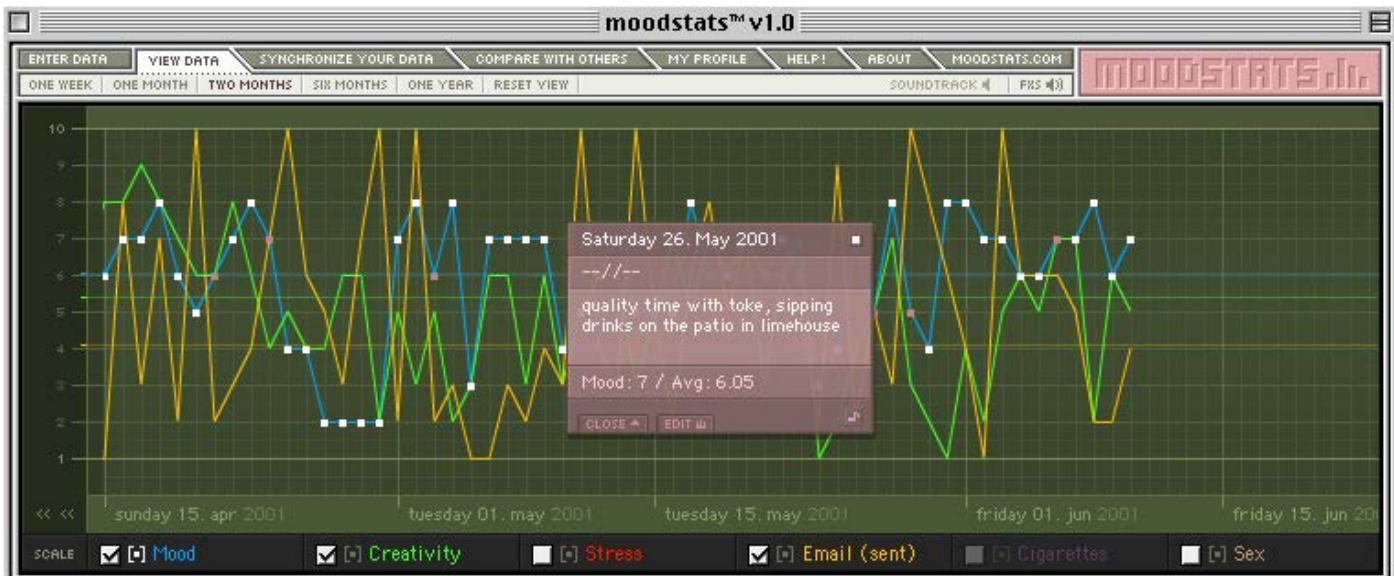 moodstats™ v1.0
ENTER DATA VIEW DATA SYNCHRONIZE YOUR DATA COMPARE WITH OTHERS MY PROFILE HELP! ABOUT MOODSTATS.COM
MOODSTATS
ONE WEEK ONE MONTH TWO MONTHS SIX MONTHS ONE YEAR RESET VIEW SOUNDTRACK FXS
10
9
8
7
6
5
4
3
2
1
Saturday 26. May 2001
--//--
quality time with toke, sipping
drinks on the patio in limehouse
Mood: 7 / Avg: 6.05
CLOSE EDIT
<< << sunday 15. apr 2001 tuesday 01. may 2001 tuesday 15. may 2001 friday 01. jun 2001 friday 15. jun 20
SCALE Mood Creativity Stress Email (sent) Cigarettes Sex